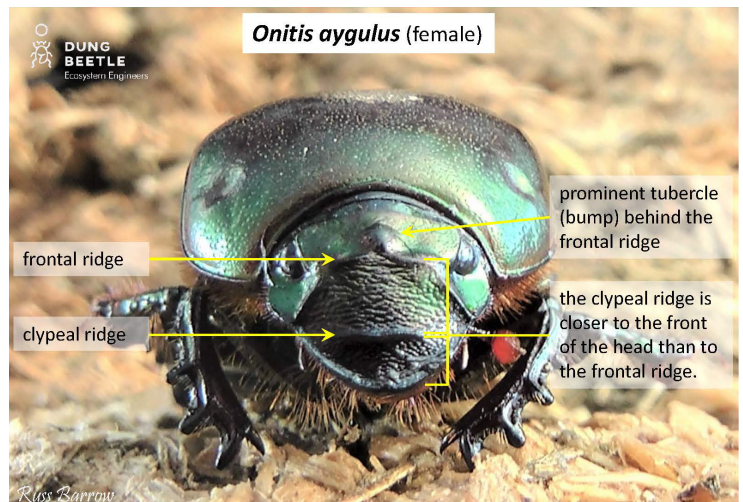 Onitis aygulus (female)
DUNG
BEETLE
Ecosystem Engineers
prominent tubercle
(bump) behind the
frontal ridge
frontal ridge
clypeal ridge
the clypeal ridge is
closer to the front
of the head than to
the frontal ridge.
Russ Barrow